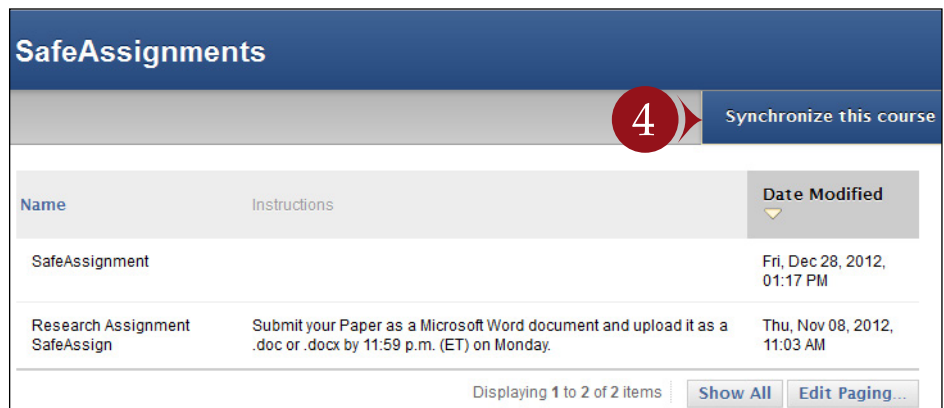 SafeAssignments
4
Synchronize this course
Name
Instructions
Date Modified
SafeAssignment
Fri, Dec 28, 2012,
01:17 PM
Research Assignment
SafeAssign
Submit your Paper as a Microsoft Word document and upload it as a
.doc or .docx by 11:59 p.m. (ET) on Monday.
Thu, Nov 08, 2012,
11:03 AM
Displaying 1 to 2 of 2 items
Show All
Edit Paging...